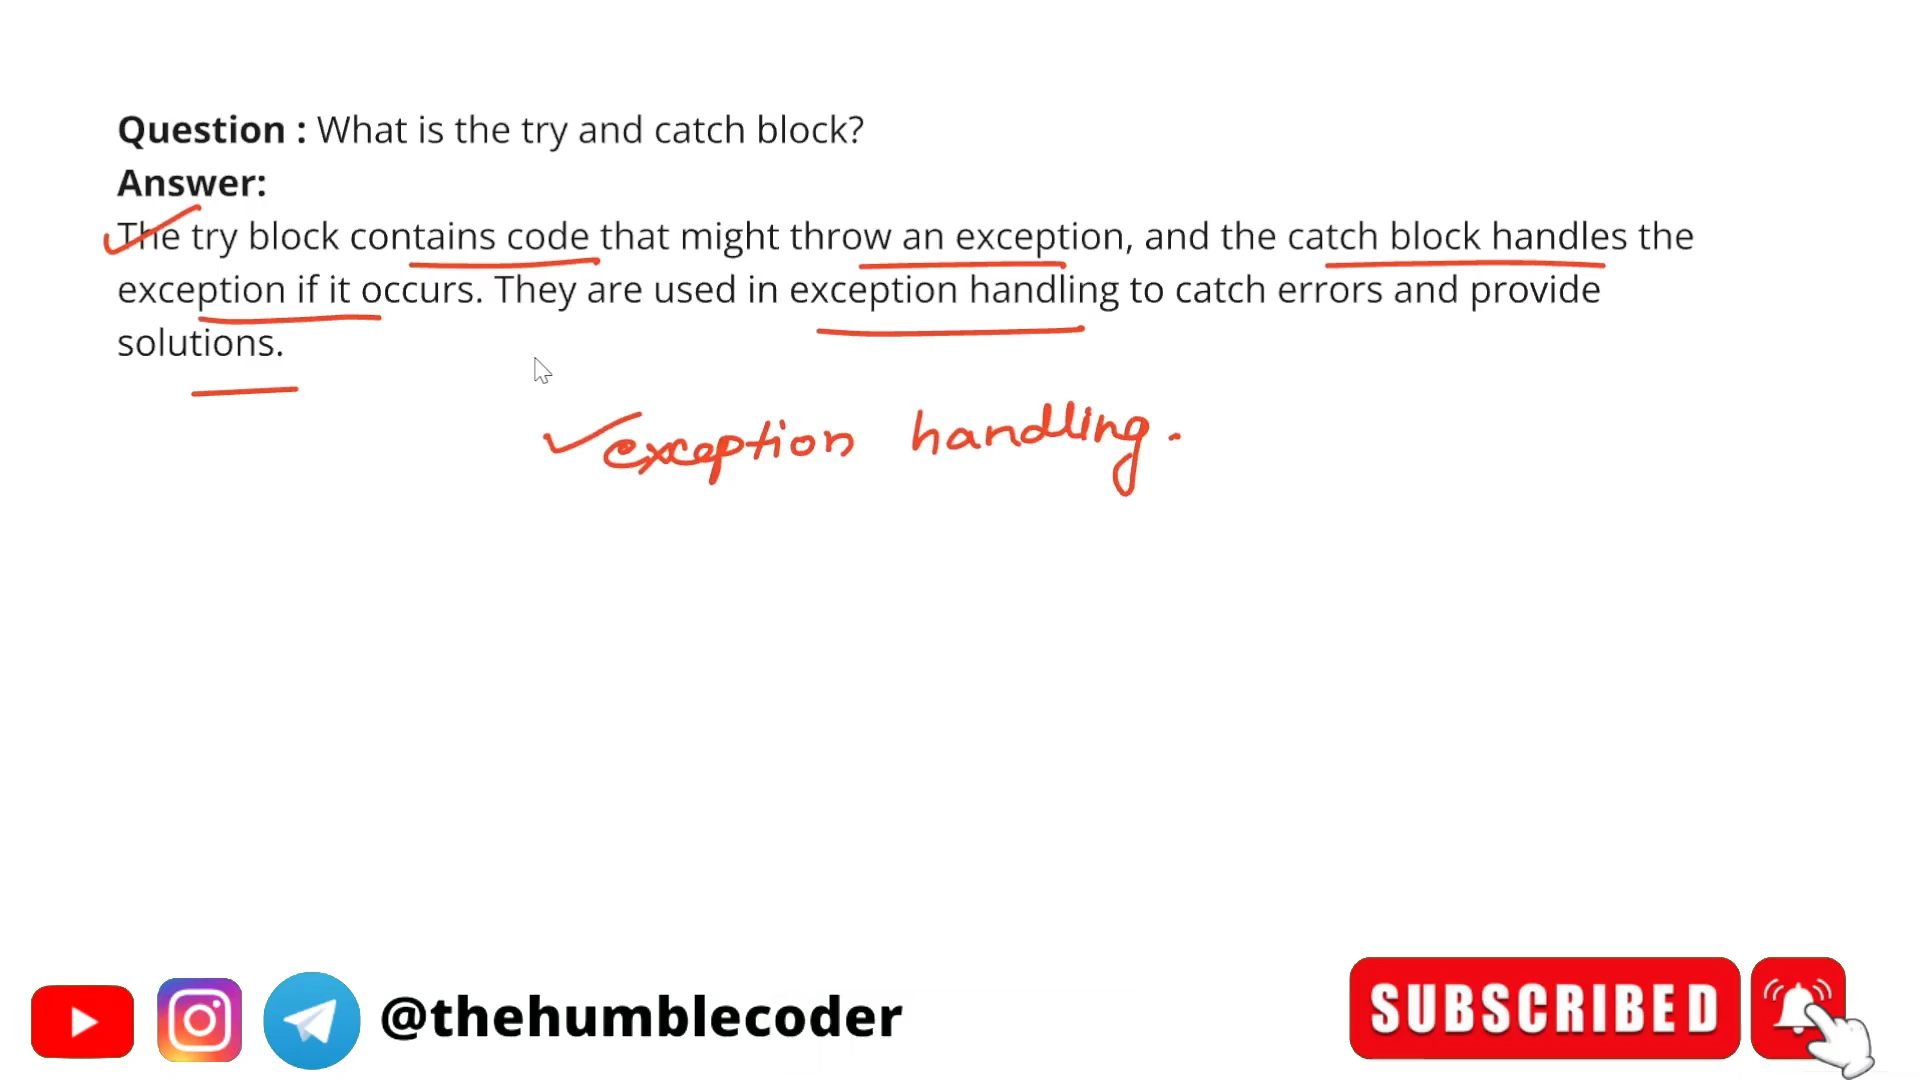 Question : What is the try and catch block?
Answer:
The try block contains code that might throw an exception, and the catch block handles the
exception if it occurs. They are used in exception handling to catch errors and provide
solutions.
exception handling.
@thehumblecoder
SUBSCRIBED